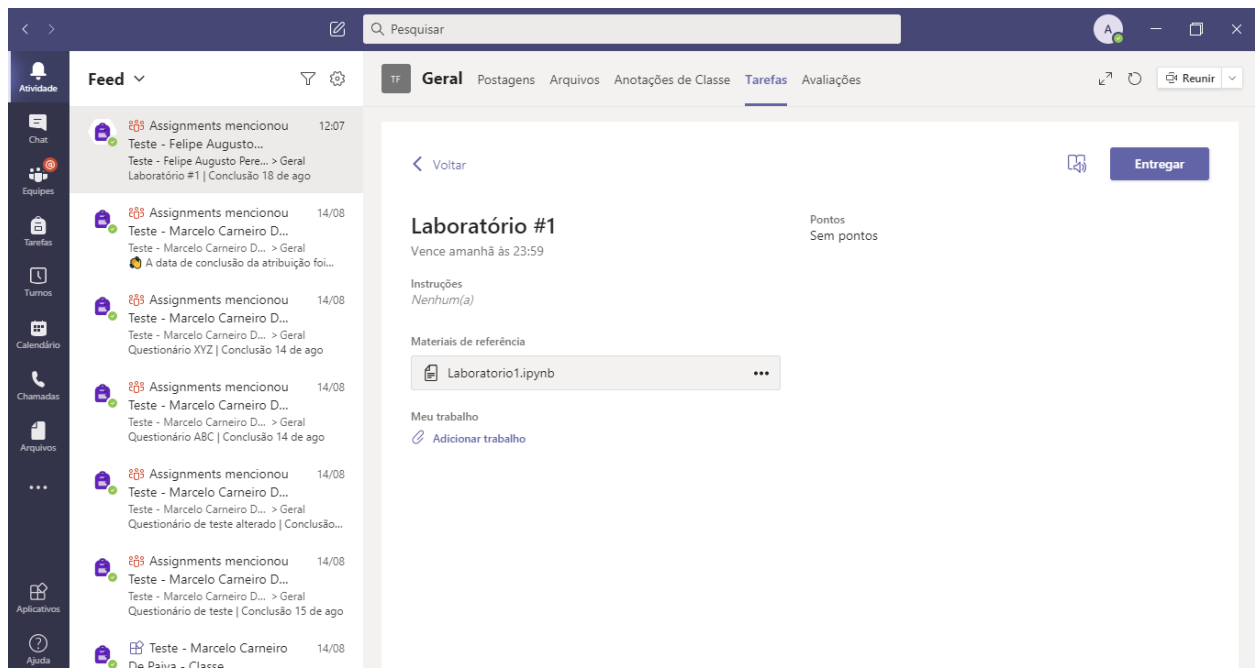 Pesquisar
A
Atividade
Chat
Equipes
Tarefas
Turnos
Calendário
Chamadas
Arquivos
Aplicativos
Ajuda
Feed
Assignments mencionou 12:07
Teste - Felipe Augusto...
Teste - Felipe Augusto Pere... > Geral
Laboratório #1 | Conclusão 18 de ago
Assignments mencionou 14/08
Teste - Marcelo Carneiro D...
Teste - Marcelo Carneiro D... > Geral
A data de conclusão da atribuição foi...
Assignments mencionou 14/08
Teste - Marcelo Carneiro D...
Teste - Marcelo Carneiro D... > Geral
Questionário XYZ | Conclusão 14 de ago
Assignments mencionou 14/08
Teste - Marcelo Carneiro D...
Teste - Marcelo Carneiro D... > Geral
Questionário ABC | Conclusão 14 de ago
Assignments mencionou 14/08
Teste - Marcelo Carneiro D...
Teste - Marcelo Carneiro D... > Geral
Questionário de teste alterado | Conclusão...
Assignments mencionou 14/08
Teste - Marcelo Carneiro D...
Teste - Marcelo Carneiro D... > Geral
Questionário de teste | Conclusão 15 de ago
Teste - Marcelo Carneiro 14/08
De Paiva - Classe
TF Geral Postagens Arquivos Anotações de Classe Tarefas Avaliações Reunir
Voltar
Entregar
Laboratório #1
Vence amanhã às 23:59
Pontos
Sem pontos
Instruções
Nenhum(a)
Materiais de referência
Laboratorio1.ipynb
Meu trabalho
Adicionar trabalho